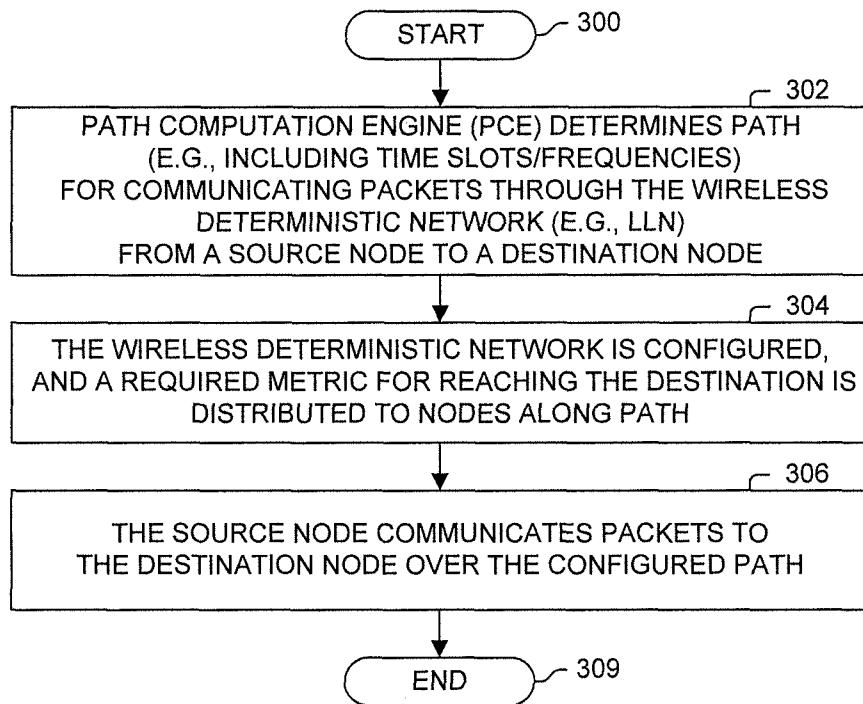 START
300
302
PATH COMPUTATION ENGINE (PCE) DETERMINES PATH
(E.G., INCLUDING TIME SLOTS/FREQUENCIES)
FOR COMMUNICATING PACKETS THROUGH THE WIRELESS
DETERMINISTIC NETWORK (E.G., LLN)
FROM A SOURCE NODE TO A DESTINATION NODE
304
THE WIRELESS DETERMINISTIC NETWORK IS CONFIGURED,
AND A REQUIRED METRIC FOR REACHING THE DESTINATION IS
DISTRIBUTED TO NODES ALONG PATH
306
THE SOURCE NODE COMMUNICATES PACKETS TO
THE DESTINATION NODE OVER THE CONFIGURED PATH
END
309